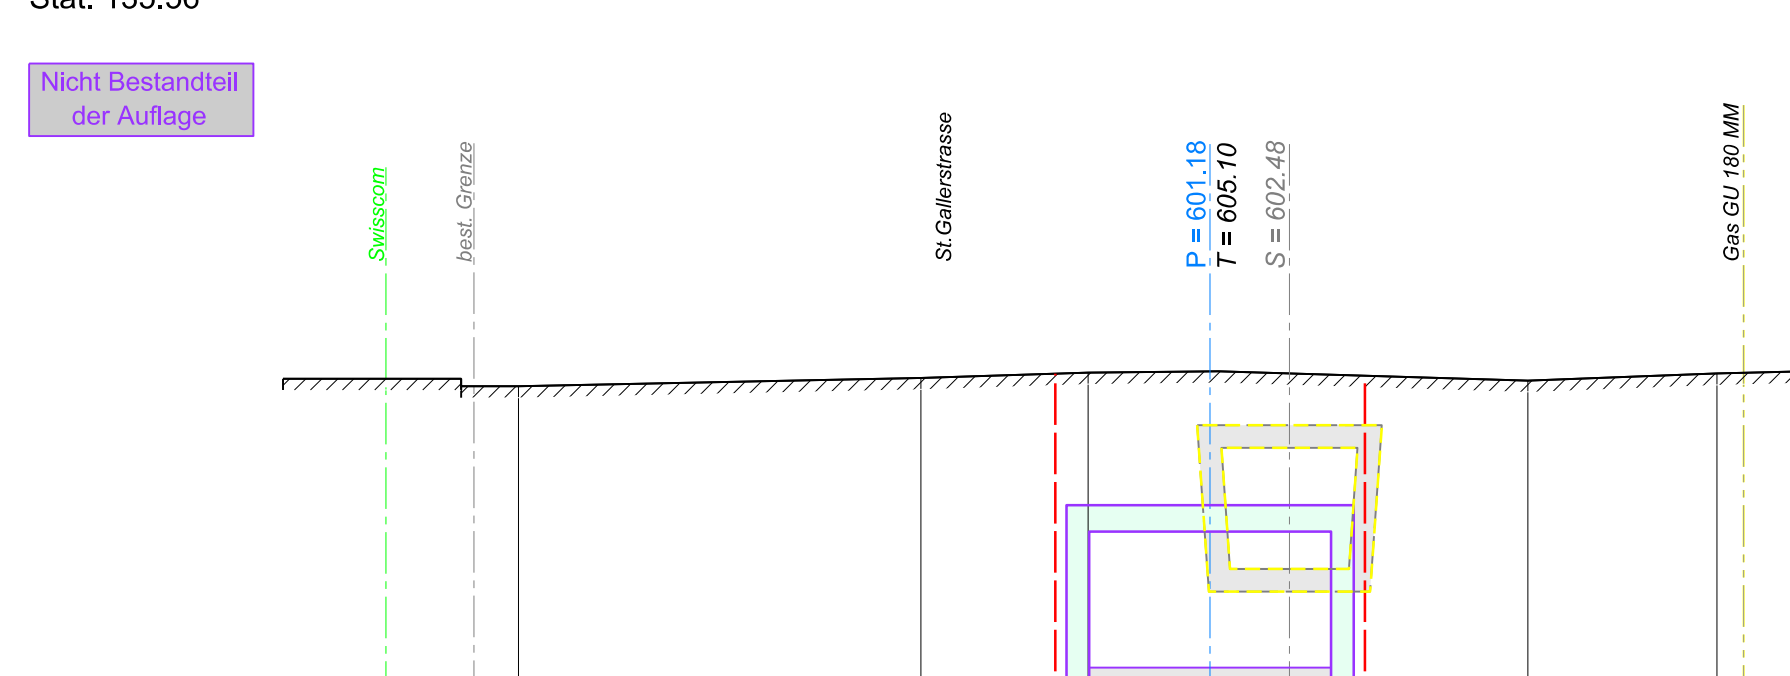 Nicht Bestandteil
der Auflage
Swisscom
best. Grenze
St.Gallerstrasse
P = 601.18
T = 605.10
S = 602.48
Gas GU 180 MM